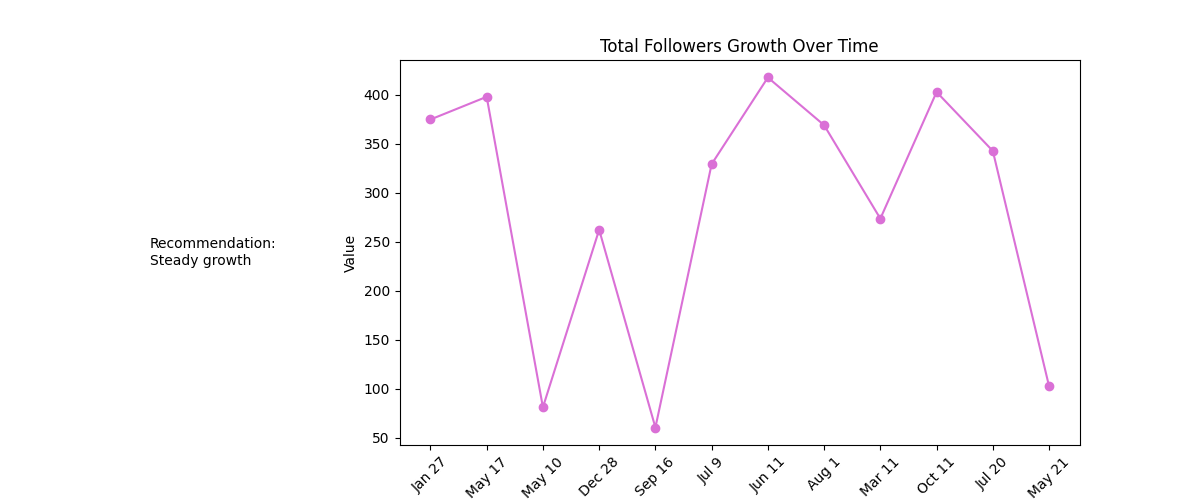 Total Followers Growth Over Time
Recommendation:
Steady growth
Value
400
350
300
250
200
150
100
50
Jan 27
May 17
May 10
Dec 28
Sep 16
Jul 9
Jun 11
Aug 1
Mar 11
Oct 11
Jul 20
May 21